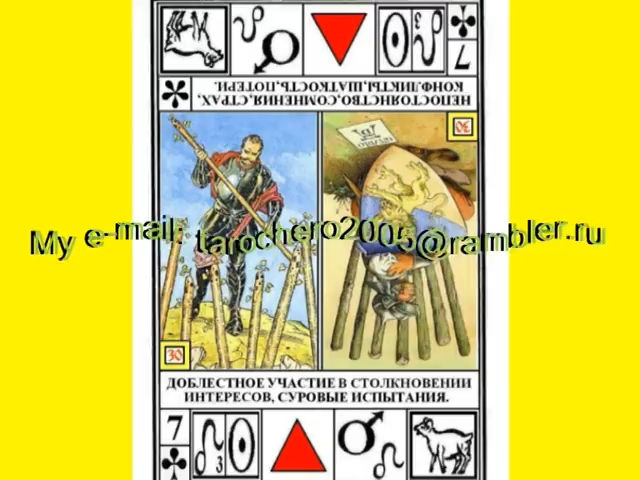 7
НЕПОСТОЯНСТВО,СОМНЕНИЯ,СТРАХ,
КОНФЛИКТЫ,ШАТКОСТЬ,ПОТЕРИ.
30
My e-mail: tarochero2005@rambler.ru
30
ДОБЛЕСТНОЕ УЧАСТИЕ В СТОЛКНОВЕНИИ
ИНТЕРЕСОВ, СУРОВЫЕ ИСПЫТАНИЯ.
7
3